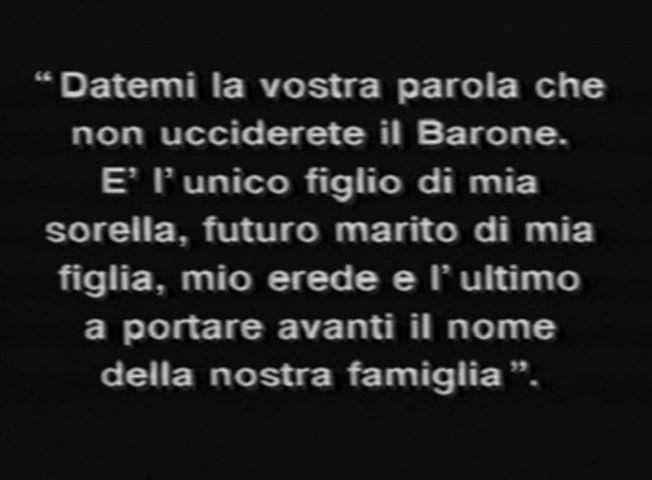 “Datemi la vostra parola che
non ucciderete il Barone.
E’ l’unico figlio di mia
sorella, futuro marito di mia
figlia, mio erede e l’ultimo
a portare avanti il nome
della nostra famiglia”.